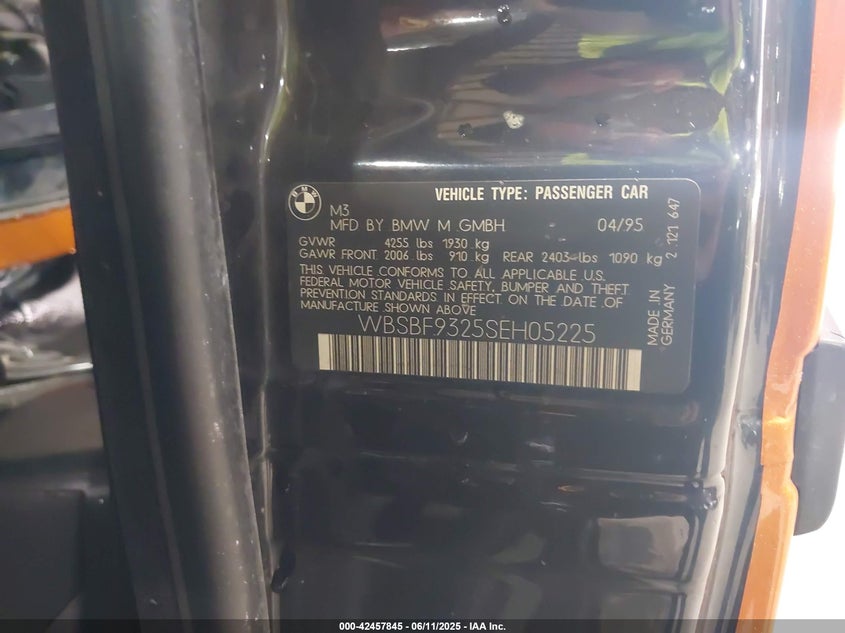 BMW
VEHICLE TYPE: PASSENGER CAR
M3
MFD BY BMW M GMBH 04/95
GVWR 4255 lbs 1930 kg
GAWR FRONT 2006 lbs 910 kg REAR 2403 lbs 1090 kg
THIS VEHICLE CONFORMS TO ALL APPLICABLE U.S.
FEDERAL MOTOR VEHICLE SAFETY, BUMPER AND THEFT
PREVENTION STANDARDS IN EFFECT ON THE DATE OF
MANUFACTURE SHOWN ABOVE
WBSBF9325SEH05225
MADE IN
GERMANY
2 121 647
000-42457845 / 06/11/2025 - IAA Inc.